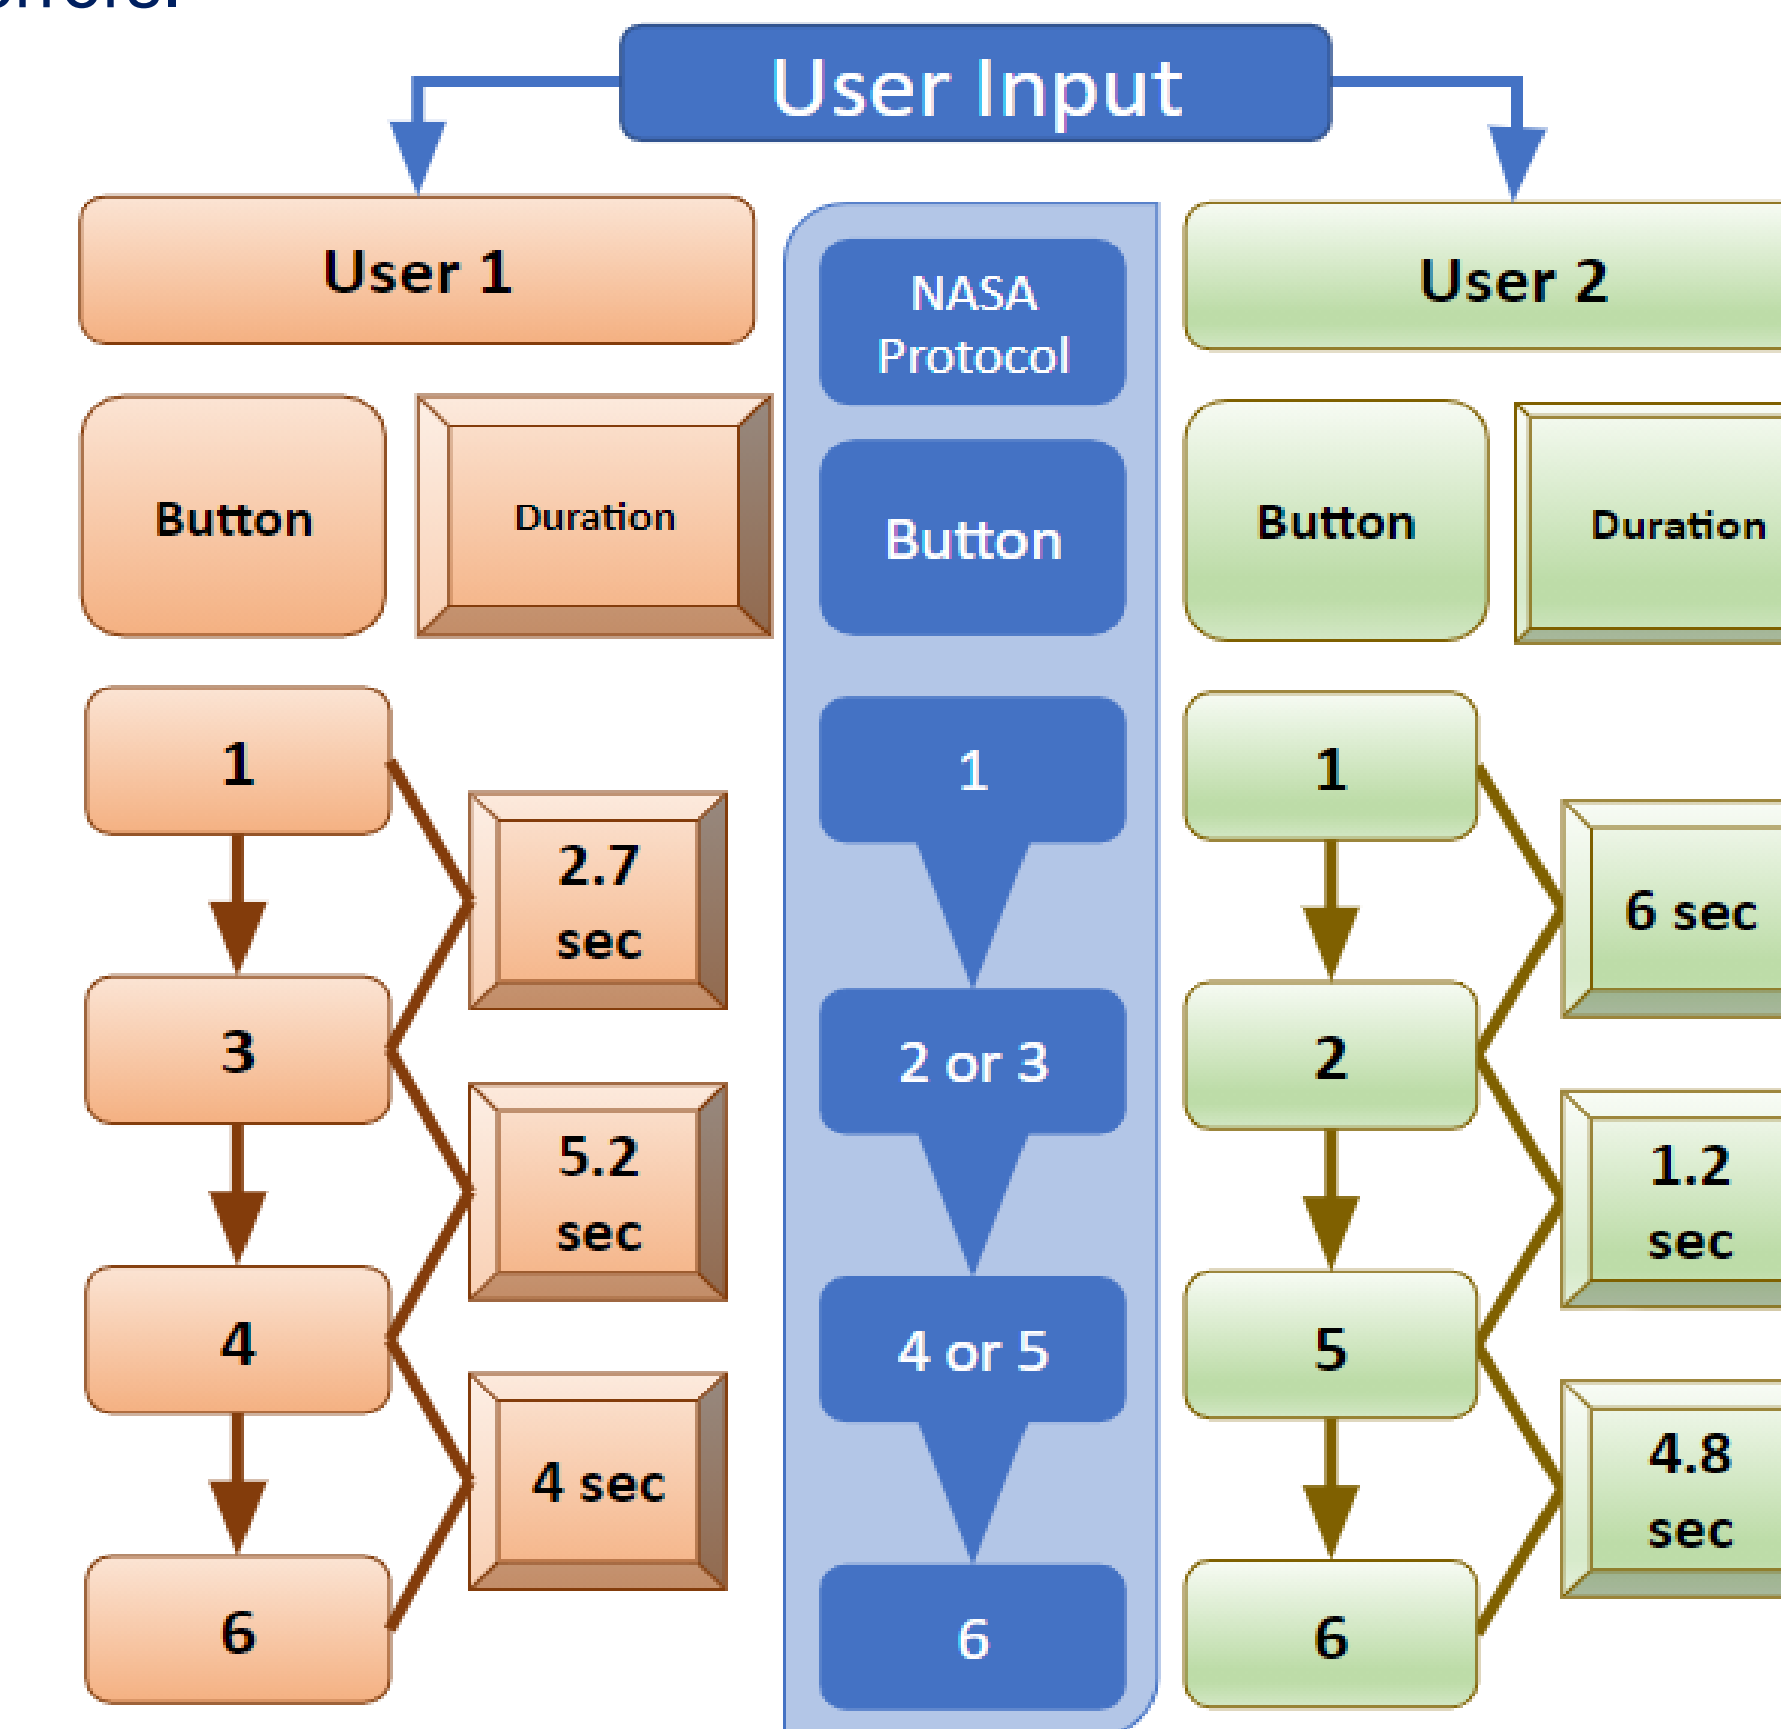 errors.
User Input
User 1
NASA
Protocol
User 2
Button
Duration
Button
Button
Duration
1
2.7
sec
3
5.2
sec
4
4 sec
6
1
2 or 3
4 or 5
6
1
6 sec
2
1.2
sec
5
4.8
sec
6